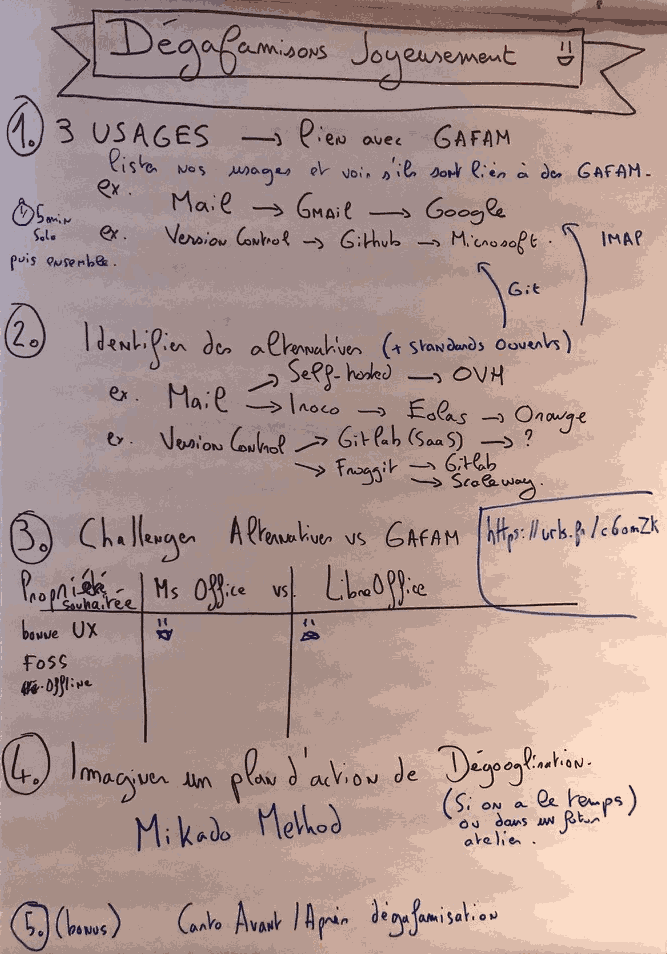 Dégafamisons Joyeusement
1. 3 USAGES → lien avec GAFAM
lister nos usages et voir s'ils sont liés à des GAFAM.
ex. Mail → GMAIL → Google
5min
Solo
puis ensemble.
ex. Version Control → Github → Microsoft.
IMAP
Git
2. Identifier des alternatives (+ standards ouverts)
ex. Mail → Self-hosted → OVH
→ Inoco → Eolas → Orange
ex. Version Control → Gitlab (SaaS) → ?
→ Froggit → Gitlab
→ Scaleway.
3. Challenger Alternatives vs GAFAM
https://urls.fr/c6omZk
Propriété souhaitée Ms Office vs LibreOffice
bonne UX
FOSS
Offline
4. Imaginer un plan d'action de Dégooglination.
(Si on a le temps)
ou dans un futur
atelier.
Mikado Method
5. (bonus) Carto Avant / Après dégafamisation